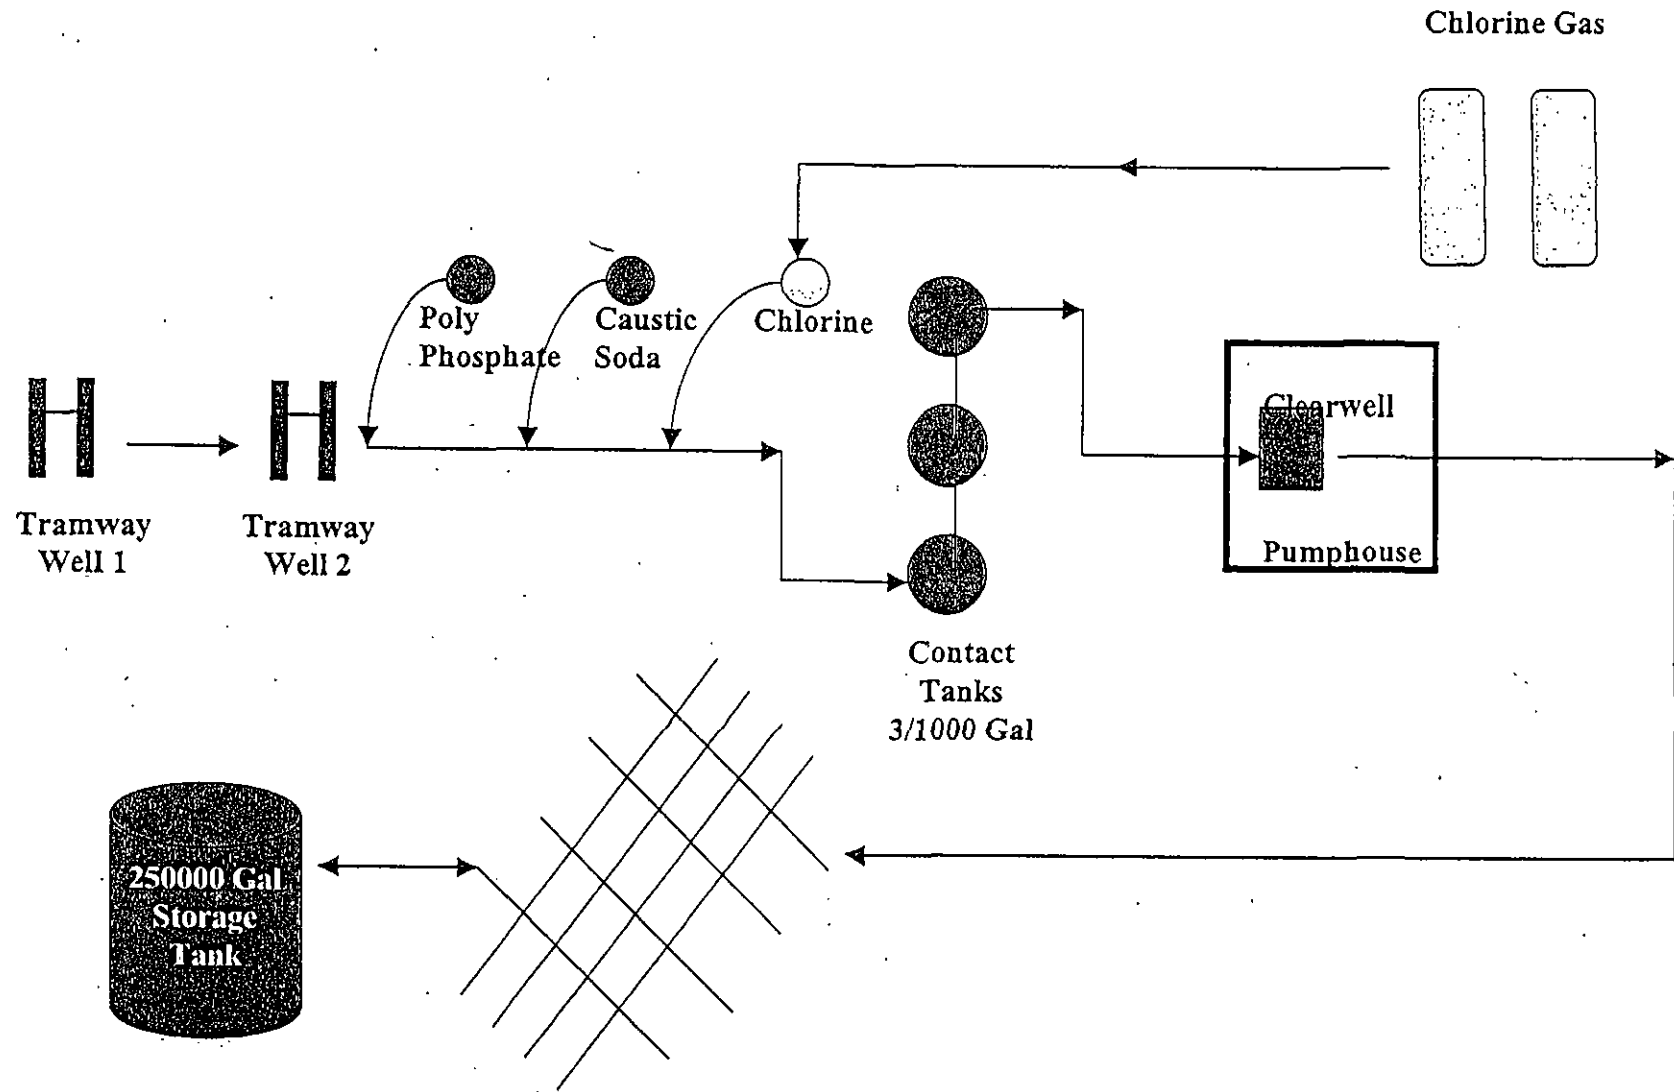 Chlorine Gas
Poly
Phosphate
Caustic
Soda
Chlorine
Clearwell
Pumphouse
Tramway
Well 1
Tramway
Well 2
Contact
Tanks
3/1000 Gal
250000 Gal
Storage
Tank